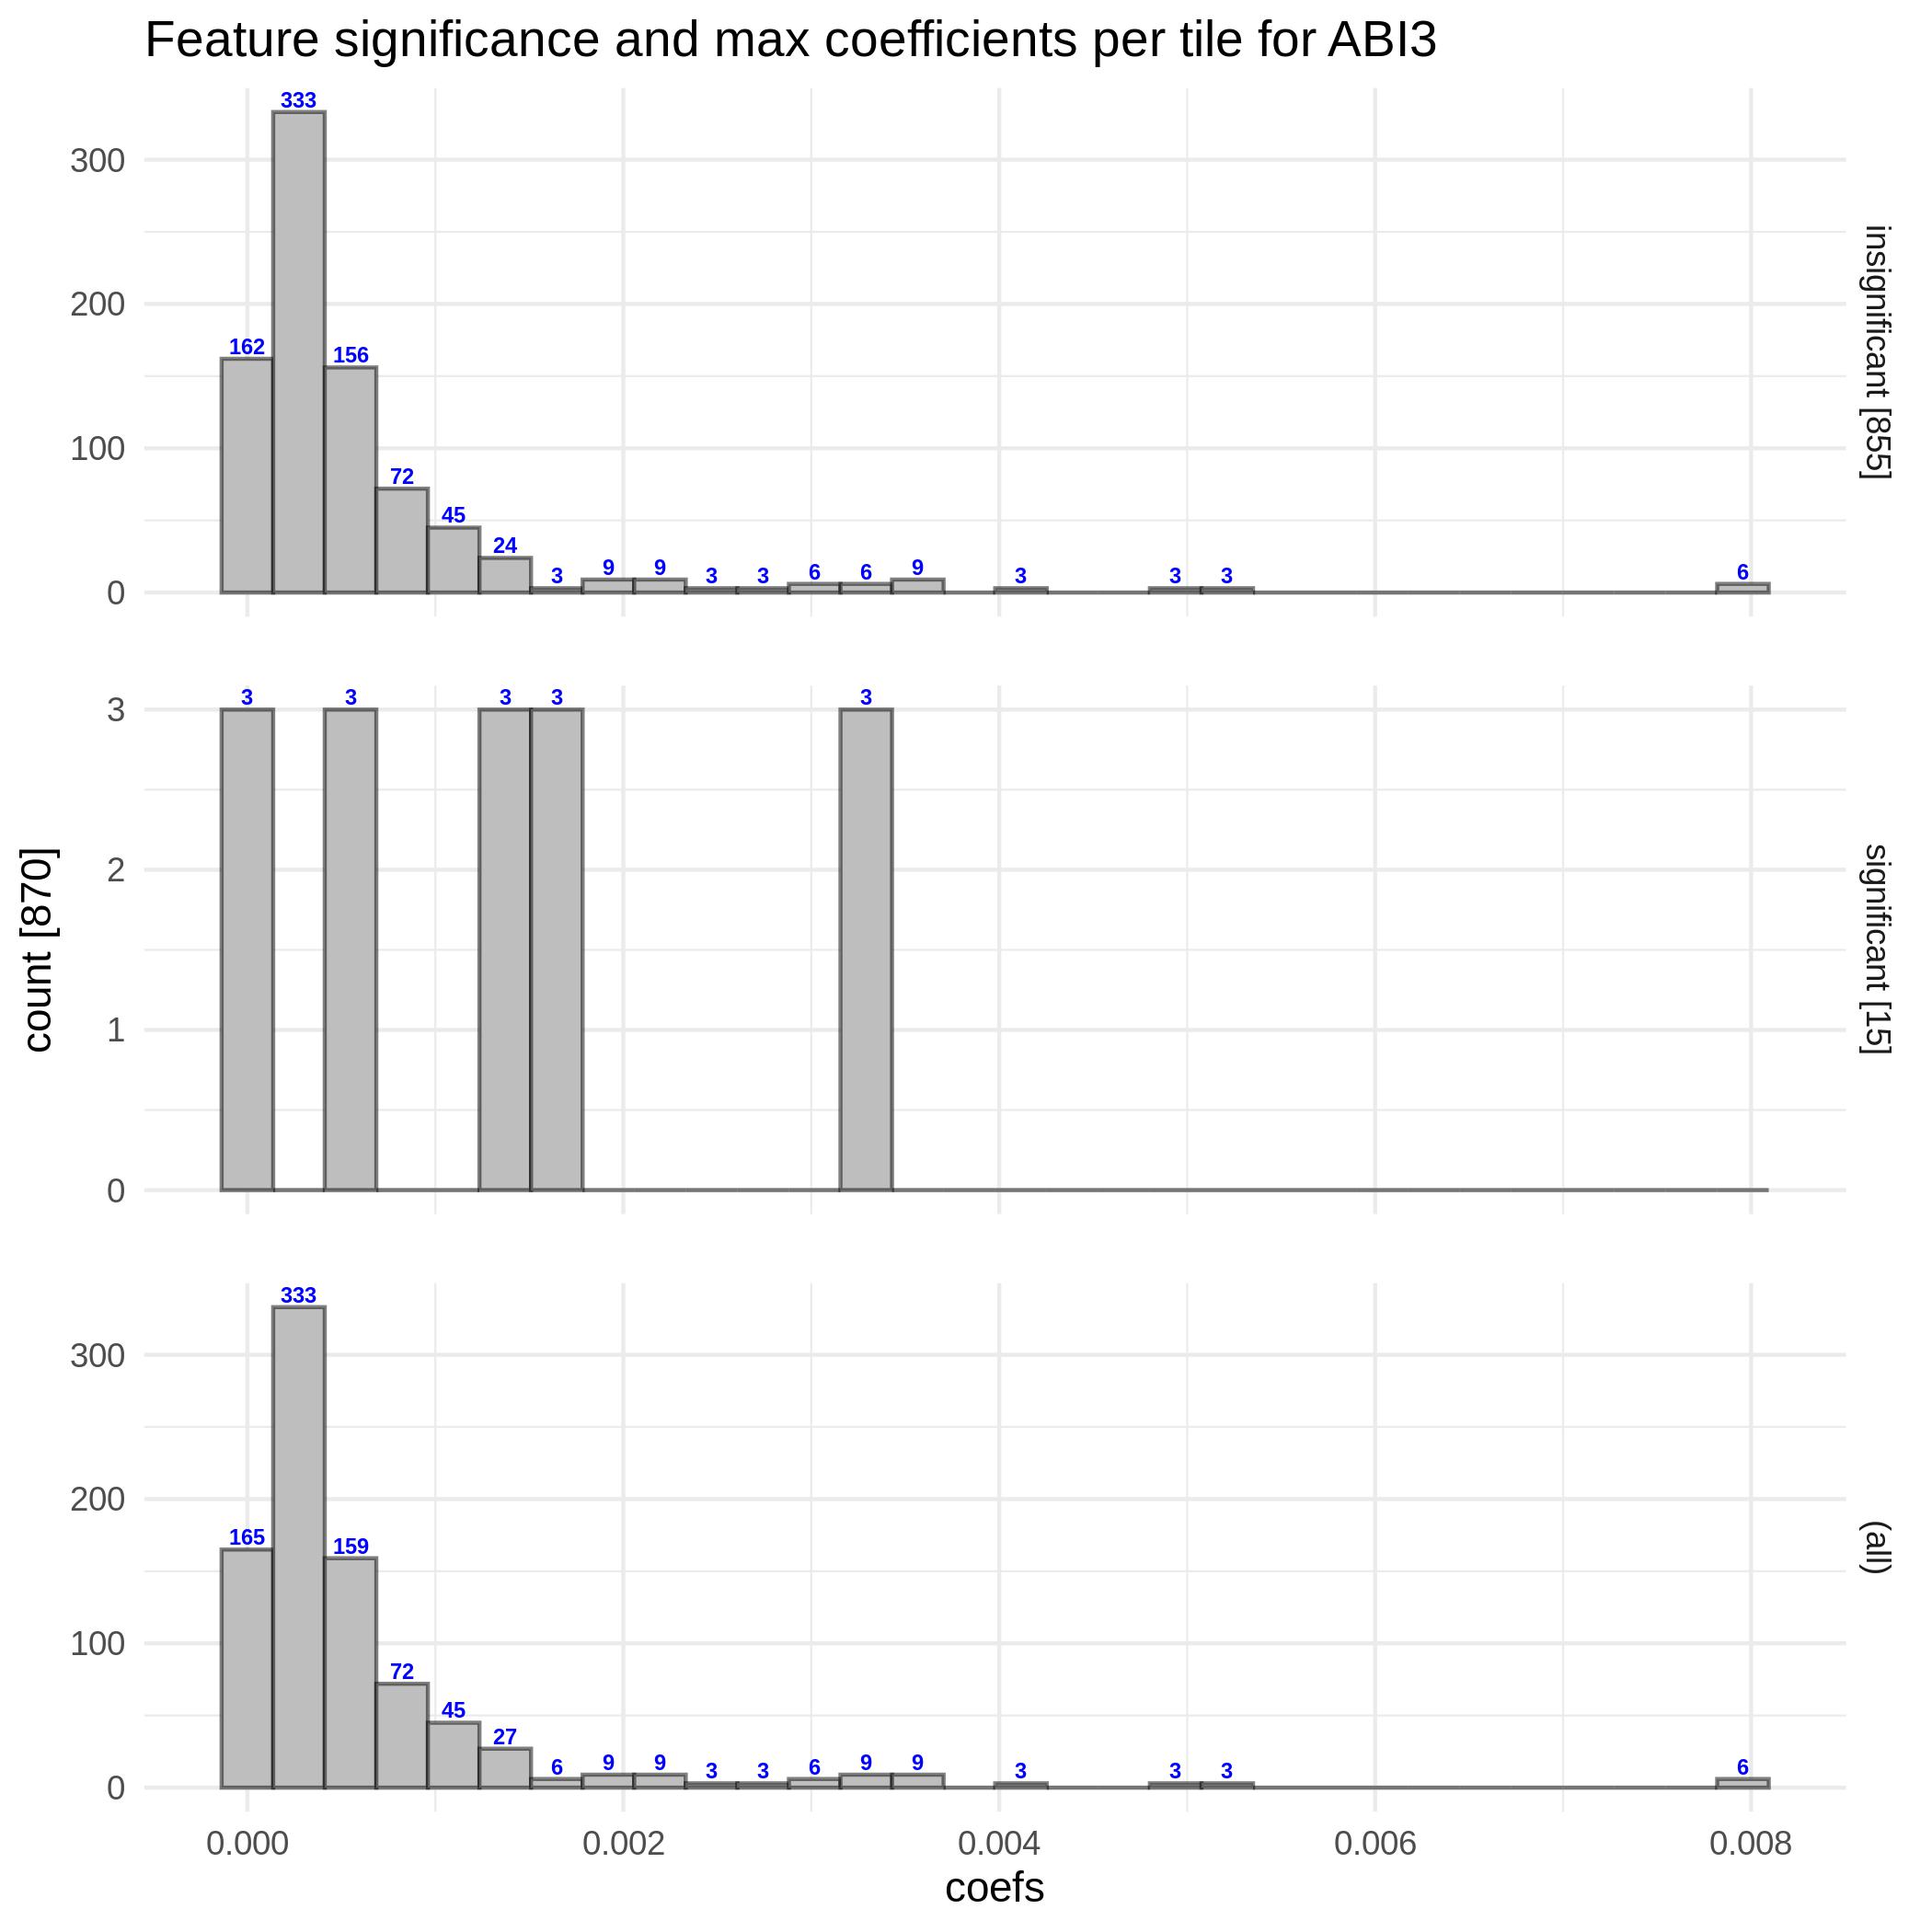 Feature significance and max coefficients per tile for ABI3
333
300
200
162 156
100
72
45
24
3 9 9 3 3 6 6 9 3 3 3 6
0
insignificant [855]
3 3 3 3 3
3
2
1
0
significant [15]
count [870]
333
300
200
165 159
100
72
45
27
6 9 9 3 3 6 9 9 3 3 3 6
0
(all)
0.000 0.002 0.004 0.006 0.008
coefs